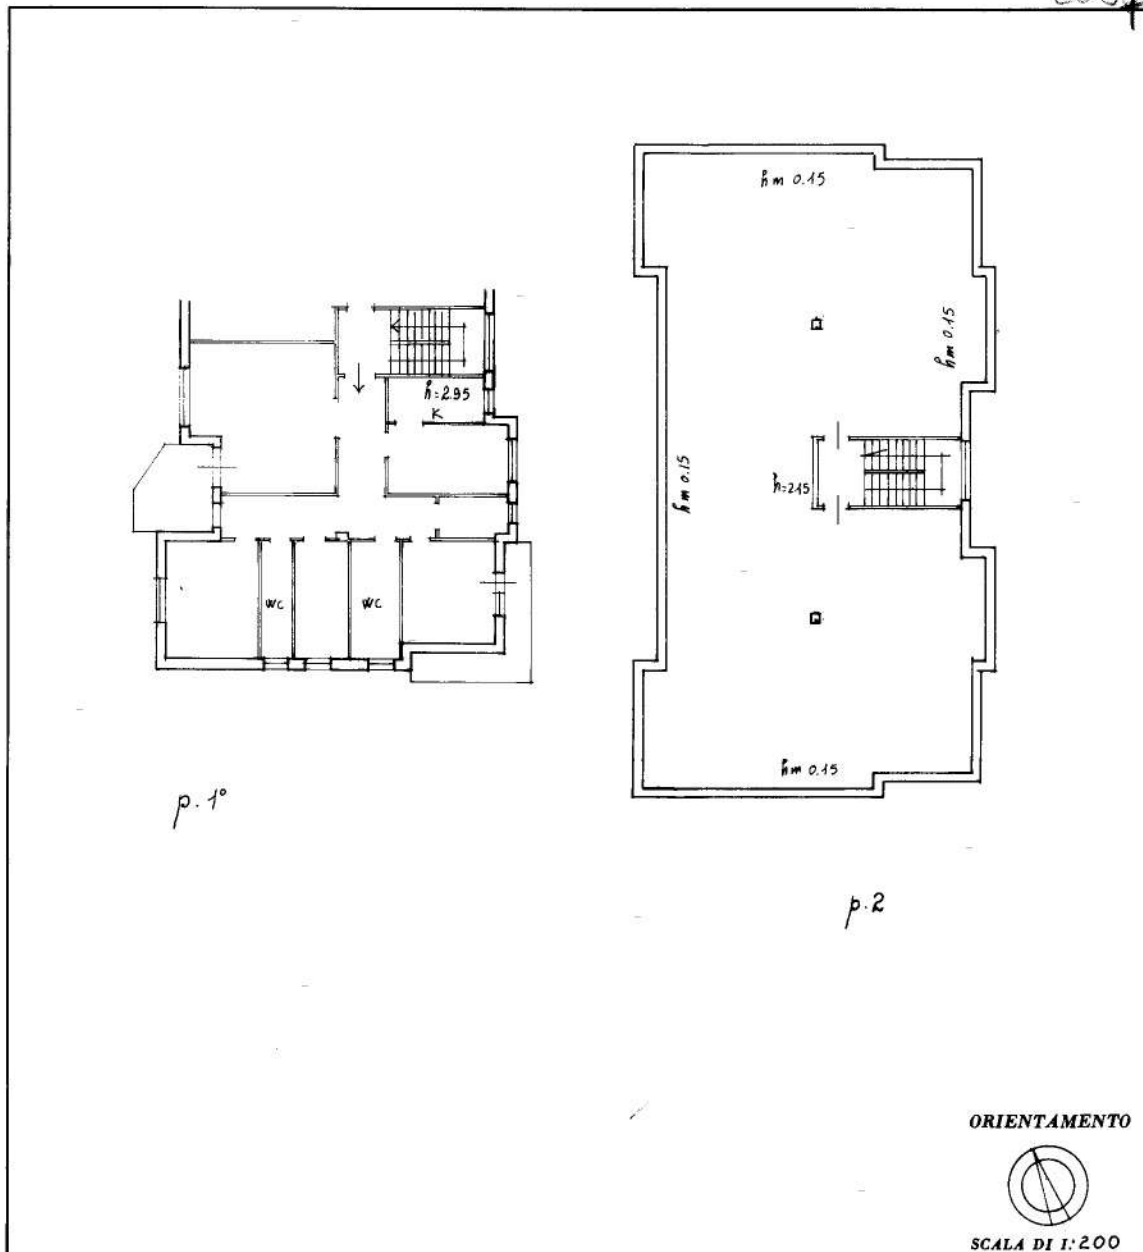 hm 0.15
hm 0.15
h=2.95
K
hm 0.15
h=2.15
WC
WC
hm 0.15
p. 1°
p. 2
ORIENTAMENTO
SCALA DI 1:200